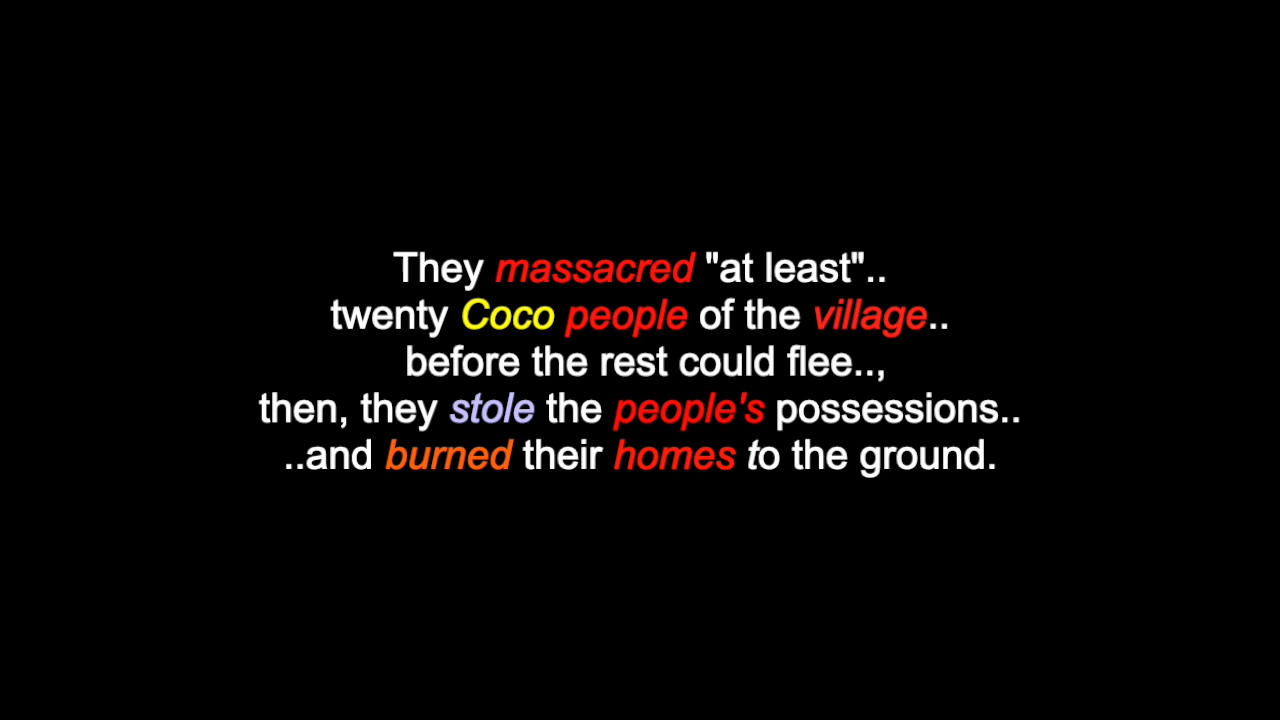 They massacred "at least"..
twenty Coco people of the village..
before the rest could flee..,
then, they stole the people's possessions..
..and burned their homes to the ground.